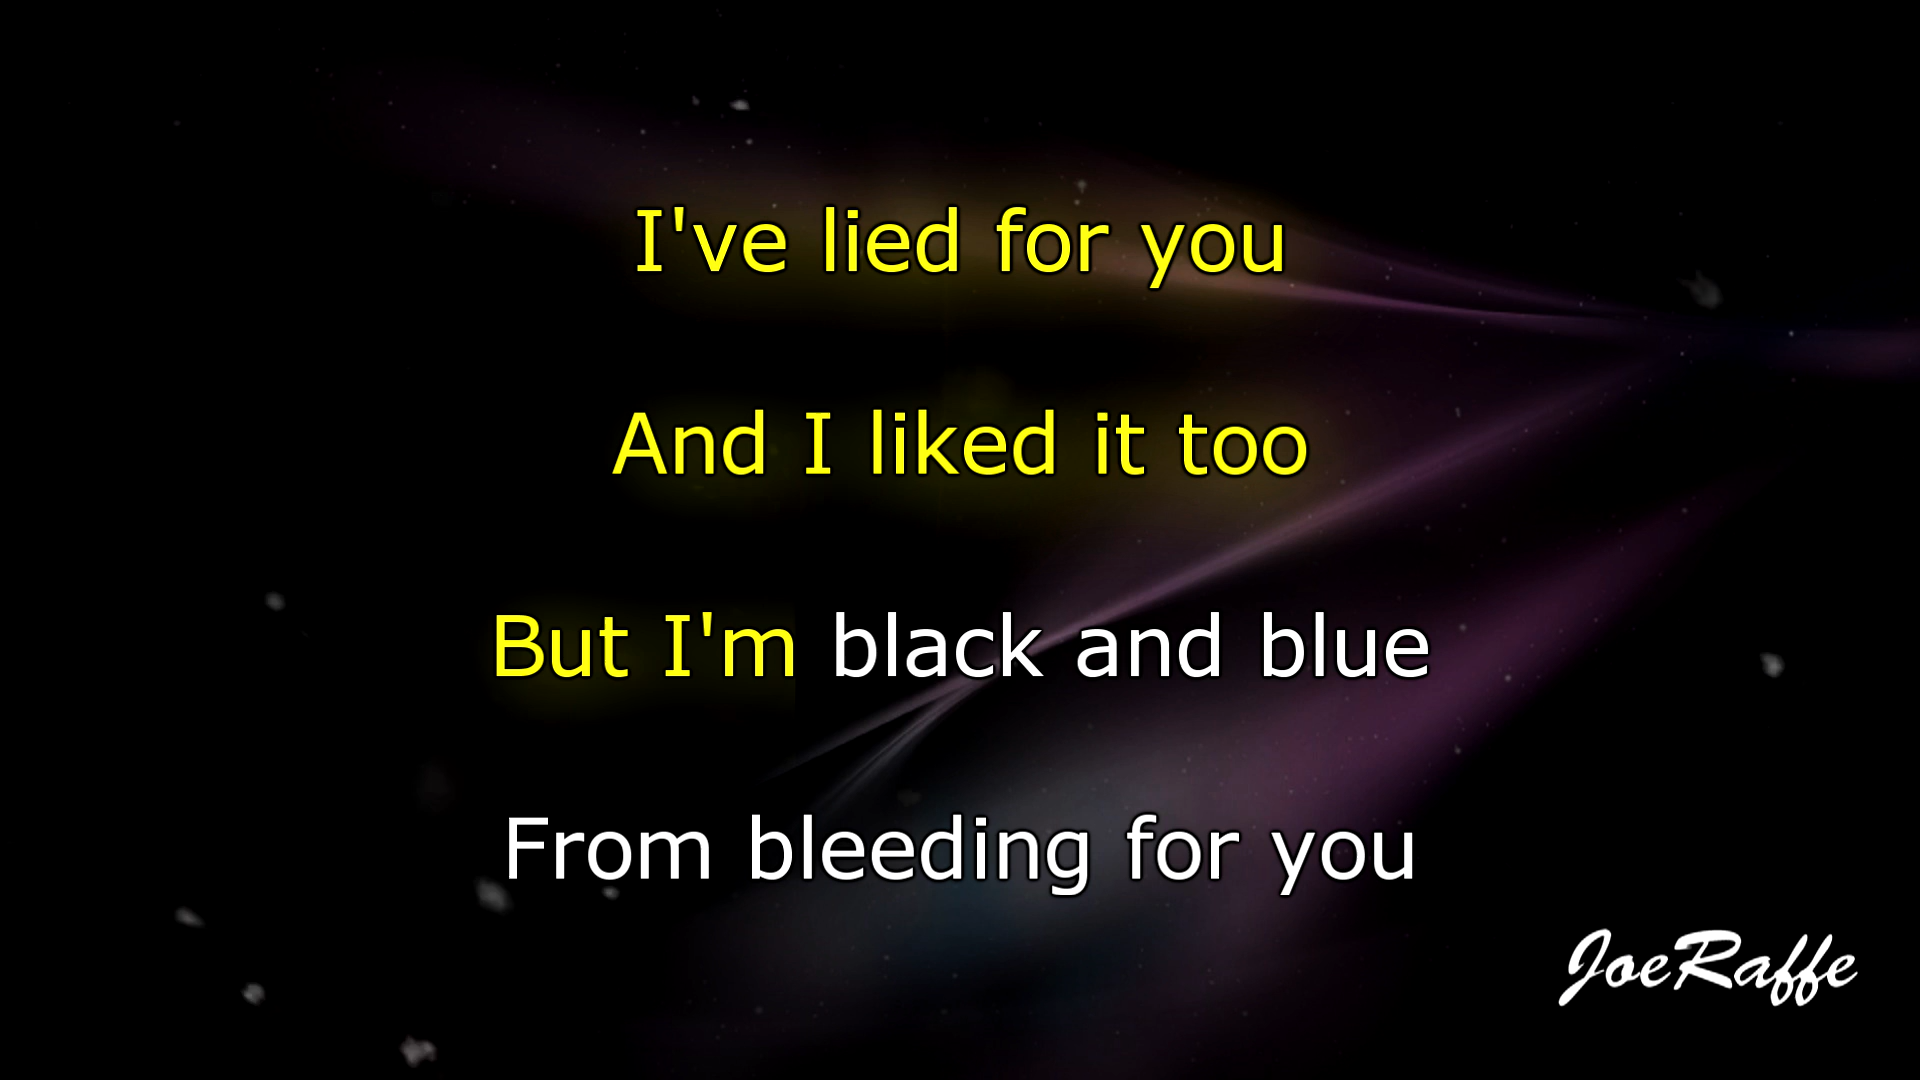 I've lied for you
And I liked it too
But I'm black and blue
From bleeding for you
JoeRaffe